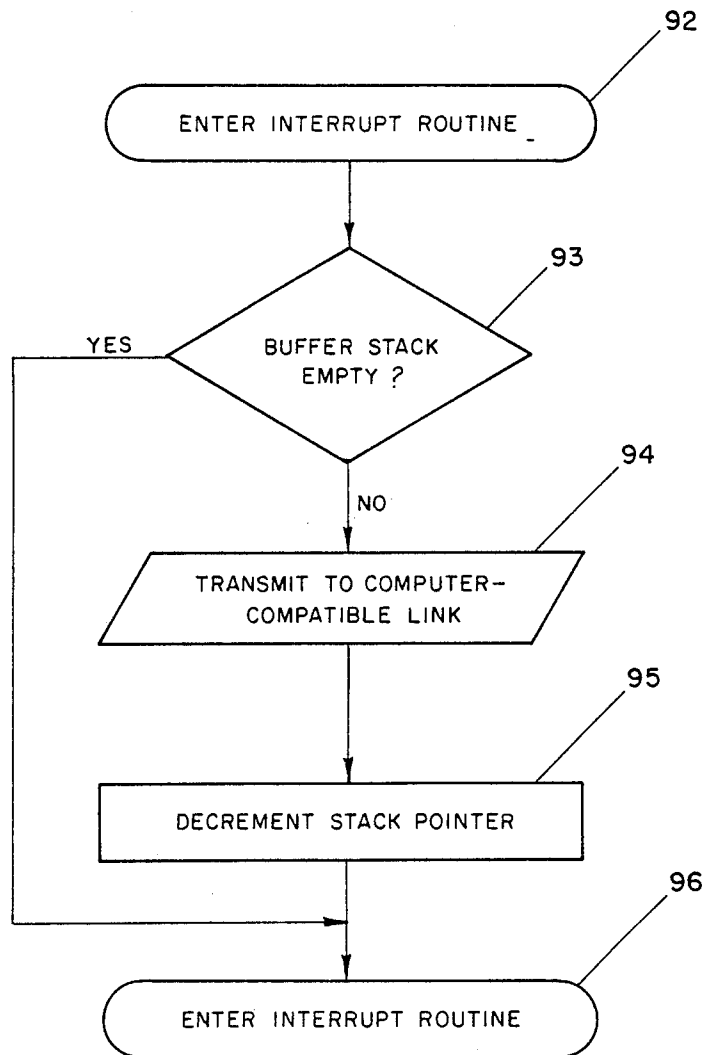 92
ENTER INTERRUPT ROUTINE
93
YES
BUFFER STACK
EMPTY ?
94
NO
TRANSMIT TO COMPUTER-
COMPATIBLE LINK
95
DECREMENT STACK POINTER
96
ENTER INTERRUPT ROUTINE